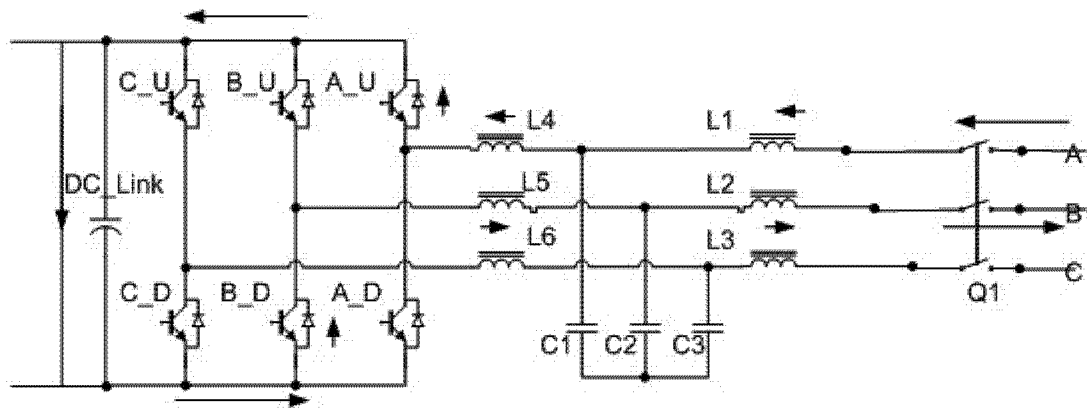 C_U B_U A_U
L4 L1
A
DC_Link
L5 L2
B
L6 L3
C
C_D B_D A_D
Q1
C1 C2 C3